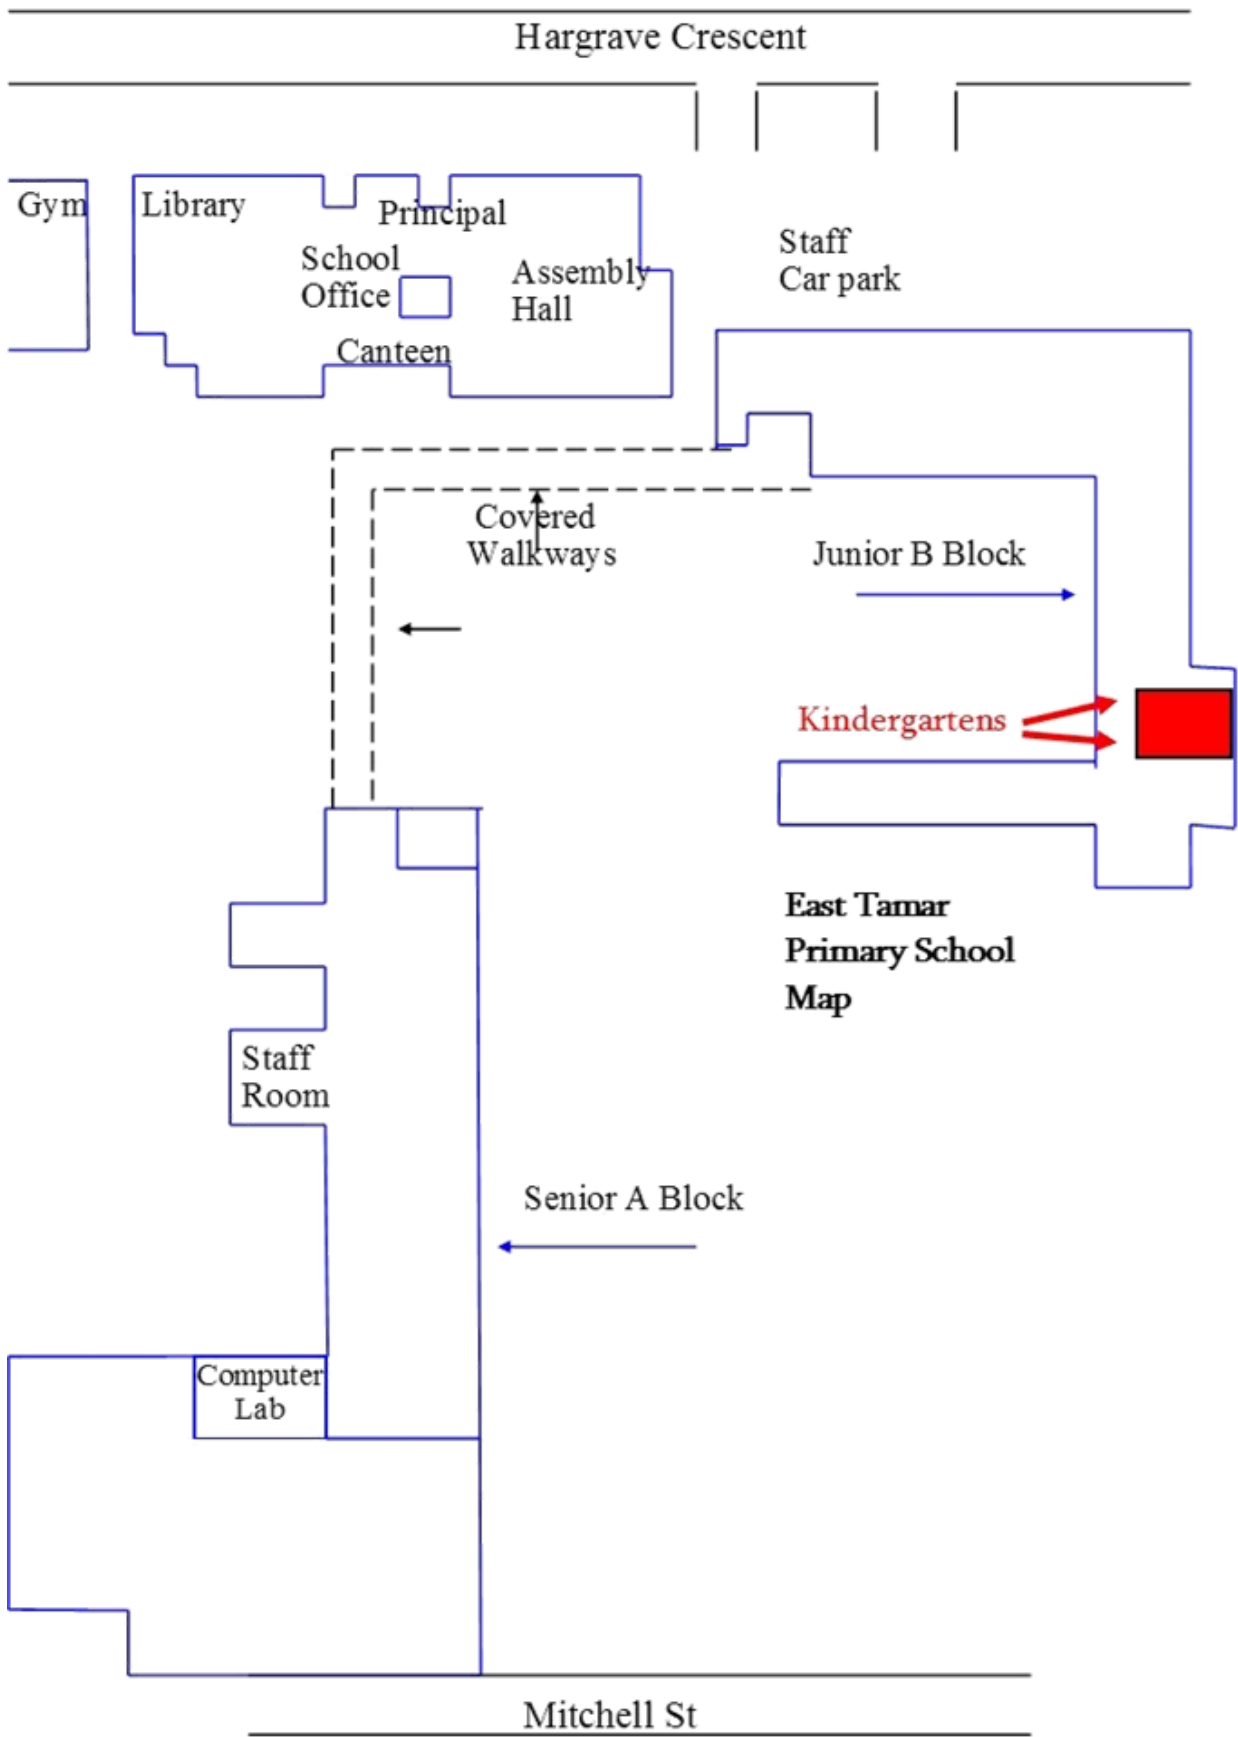 Hargrave Crescent
Gym
Library
Principal
School
Office
Assembly
Hall
Canteen
Staff
Car park
Covered
Walkways
Junior B Block
Kindergartens
East Tamar
Primary School
Map
Staff
Room
Senior A Block
Computer
Lab
Mitchell St